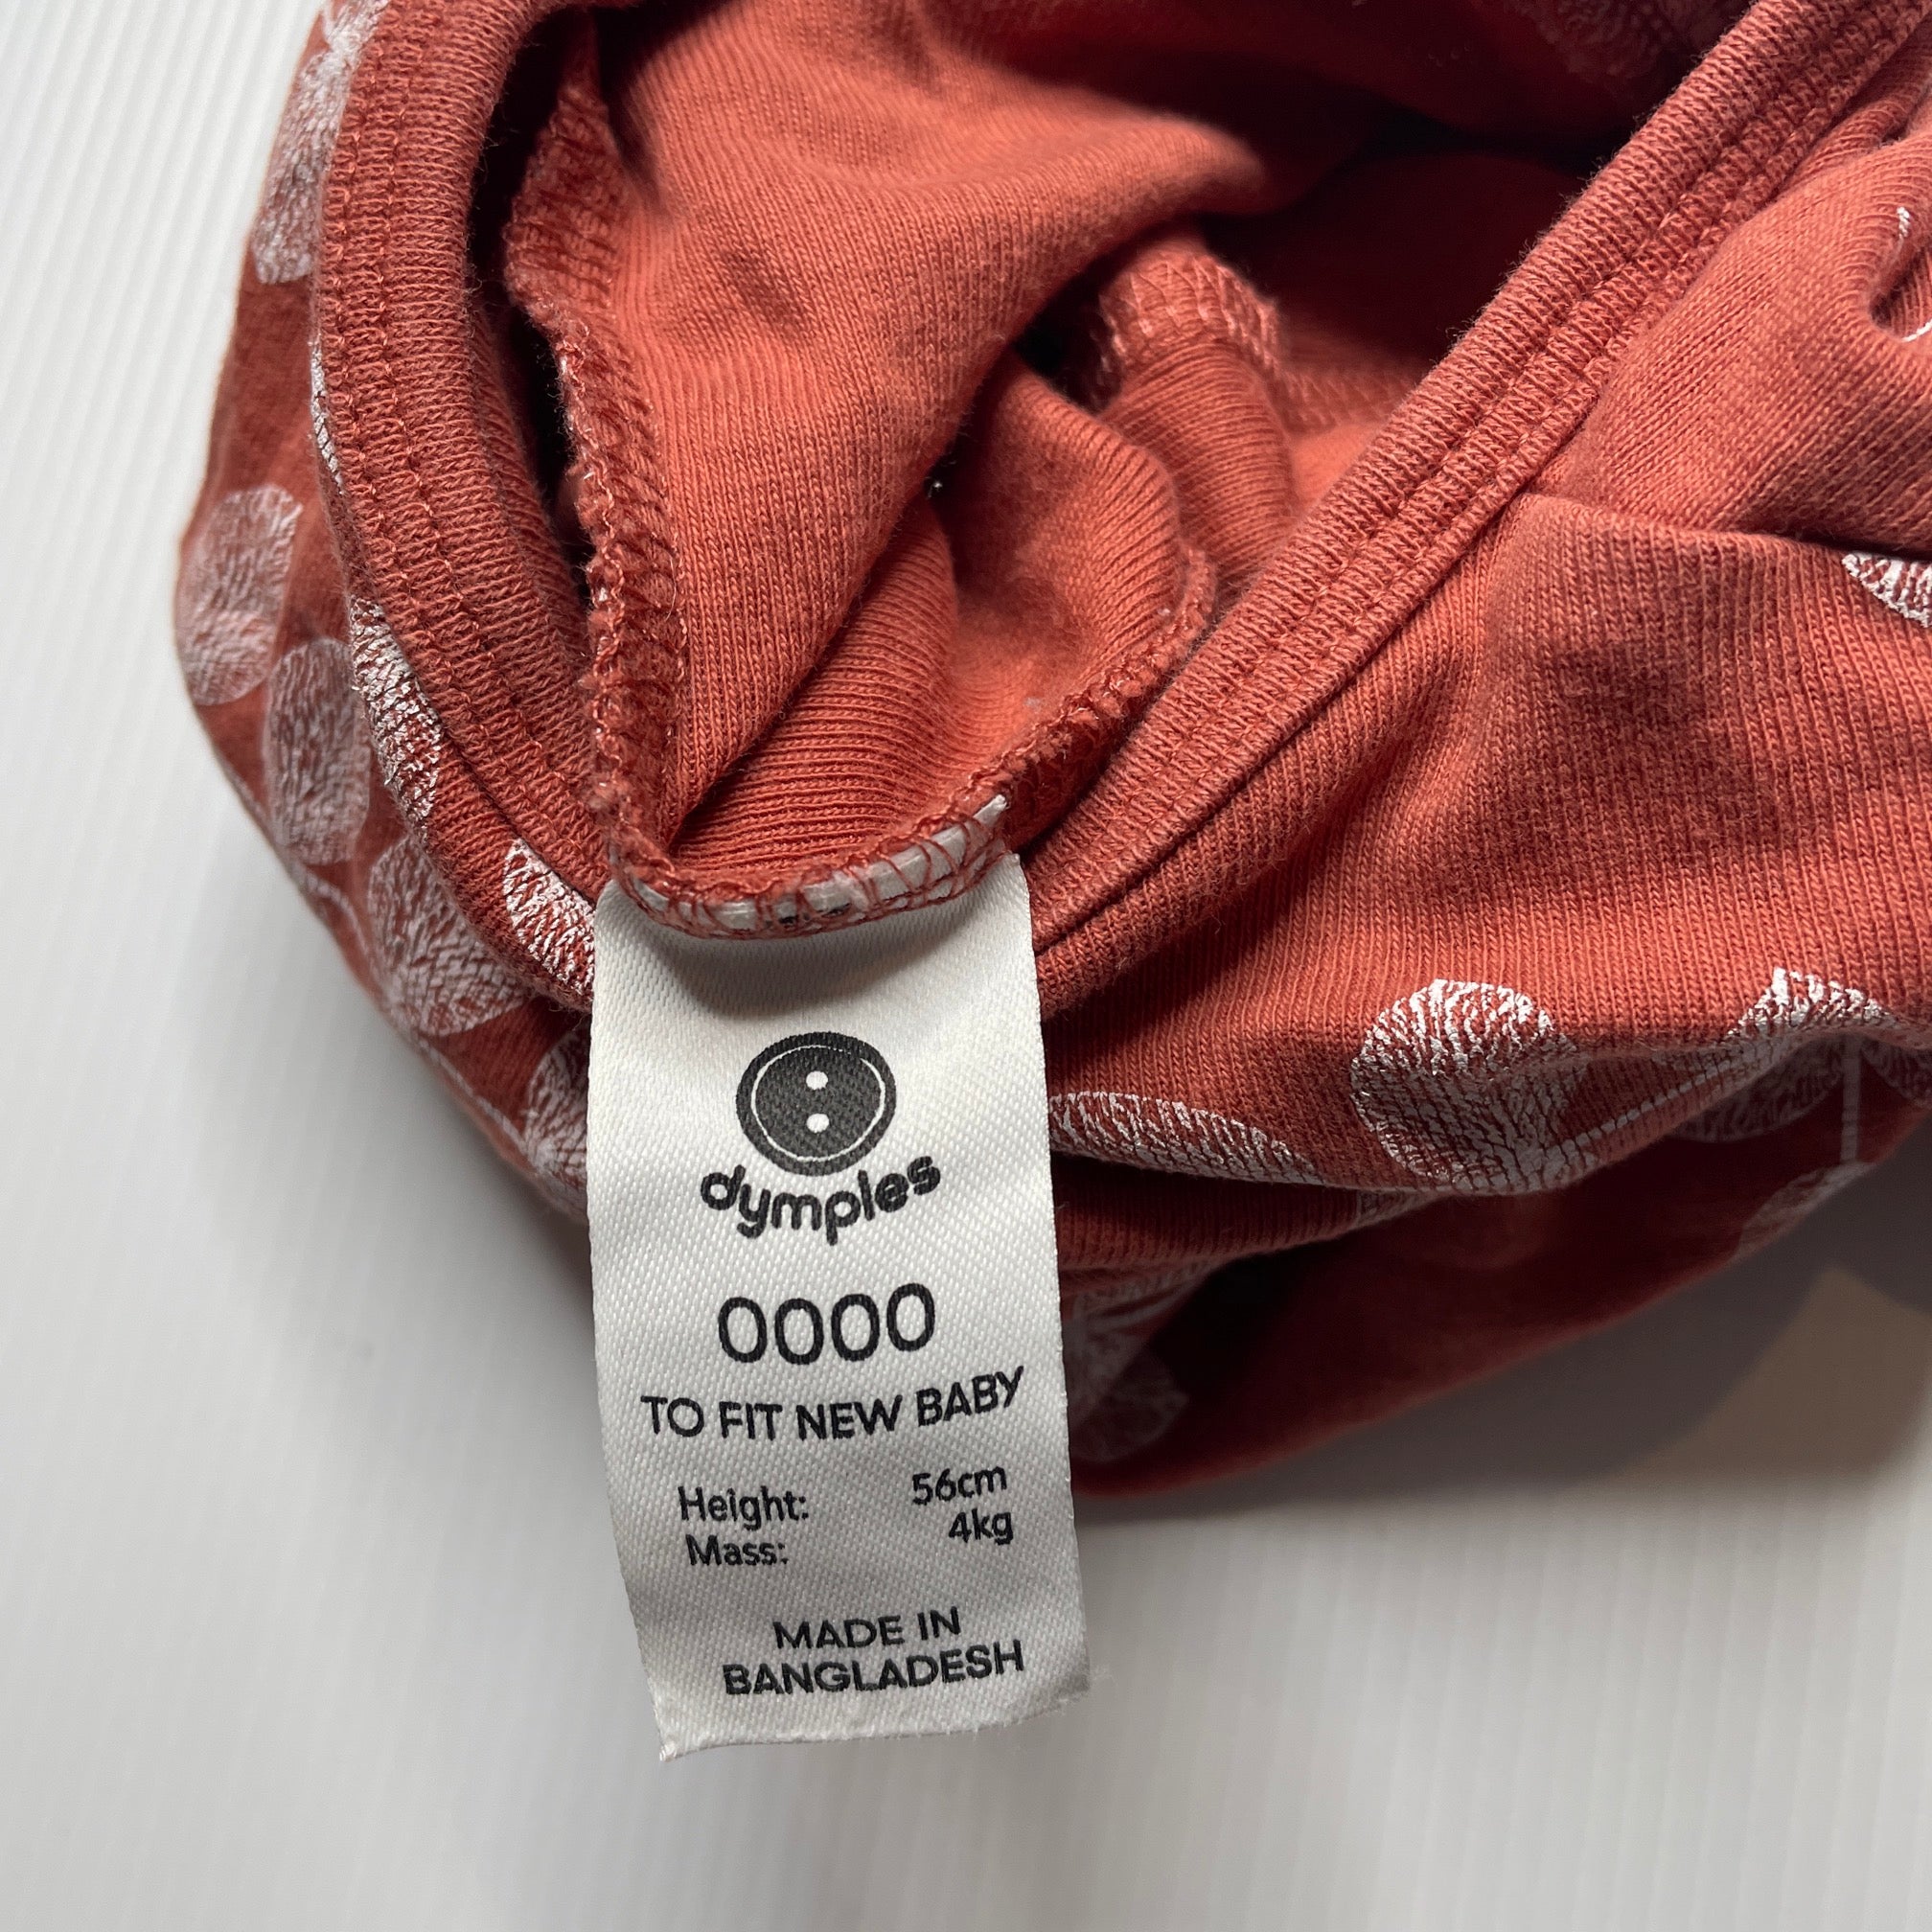 dymples
0000
TO FIT NEW BABY
Height: 56cm
Mass: 4kg
MADE IN
BANGLADESH